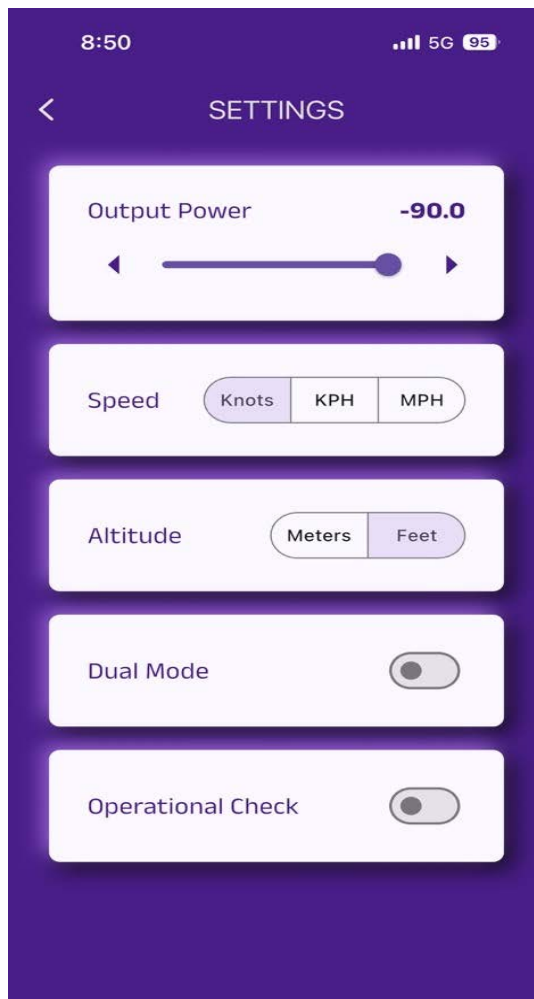 8:50 5G 95
SETTINGS
Output Power -90.0
Speed Knots KPH MPH
Altitude Meters Feet
Dual Mode
Operational Check